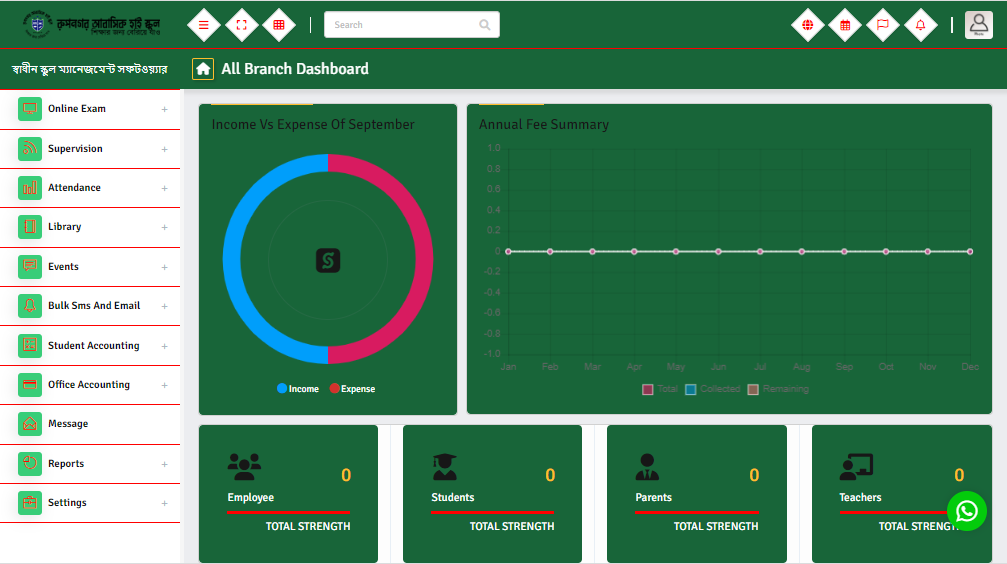 রুপনগর আরাসিক হাই স্কুল
শিক্ষার জন্য বেরিয়ে যাও
Search
স্বাধীন স্কুল ম্যানেজমেন্ট সফটওয়্যার
All Branch Dashboard
Online Exam +
Supervision +
Attendance +
Library +
Events +
Bulk Sms And Email +
Student Accounting +
Office Accounting +
Message
Reports +
Settings +
Income Vs Expense Of September
Income Expense
Annual Fee Summary
1.0
0.8
0.6
0.4
0.2
0
-0.2
-0.4
-0.6
-0.8
-1.0
Jan Feb Mar Apr May Jun Jul Aug Sep Oct Nov Dec
Total Collected Remaining
0
Employee
TOTAL STRENGTH
0
Students
TOTAL STRENGTH
0
Parents
TOTAL STRENGTH
0
Teachers
TOTAL STRENGTH